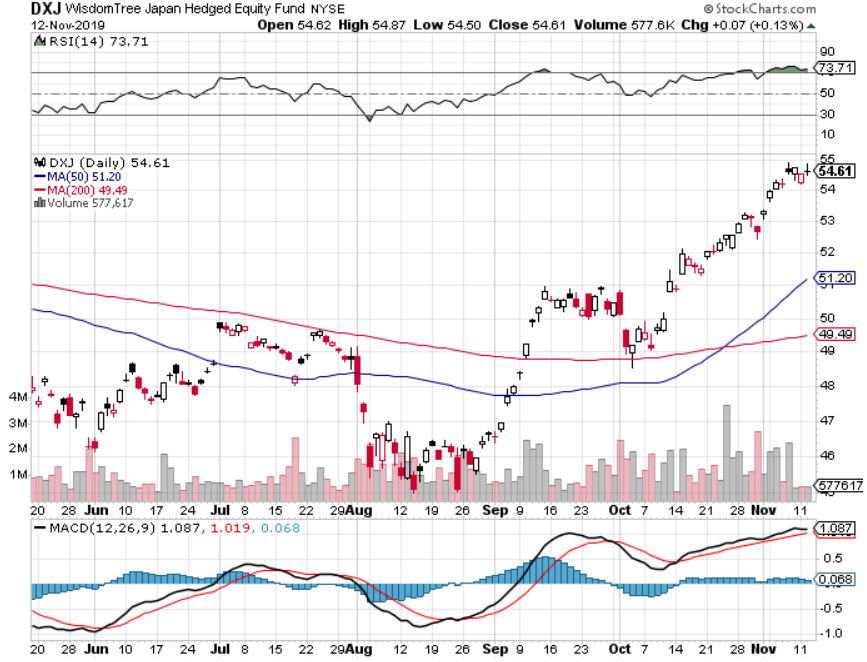 DXJ WisdomTree Japan Hedged Equity Fund NYSE © StockCharts.com
12-Nov-2019 Open 54.62 High 54.87 Low 54.50 Close 54.61 Volume 577.6K Chg +0.07 (+0.13%)
RSI(14) 73.71
90
73.71
50
30
10
DXJ (Daily) 54.61
MA(50) 51.20
MA(200) 49.49
Volume 577,617
55
54.61
54
53
52
51.20
50
49.49
49
48
47
46
4M
3M
2M
1M
577617
20 28 Jun 10 17 24 Jul 8 15 22 29 Aug 12 19 26 Sep 9 16 23 Oct 7 14 21 28 Nov 11
MACD(12,26,9) 1.087, 1.019, 0.068
1.087
0.5
0.068
-0.5
-1.0
20 28 Jun 10 17 24 Jul 8 15 22 29 Aug 12 19 26 Sep 9 16 23 Oct 7 14 21 28 Nov 11